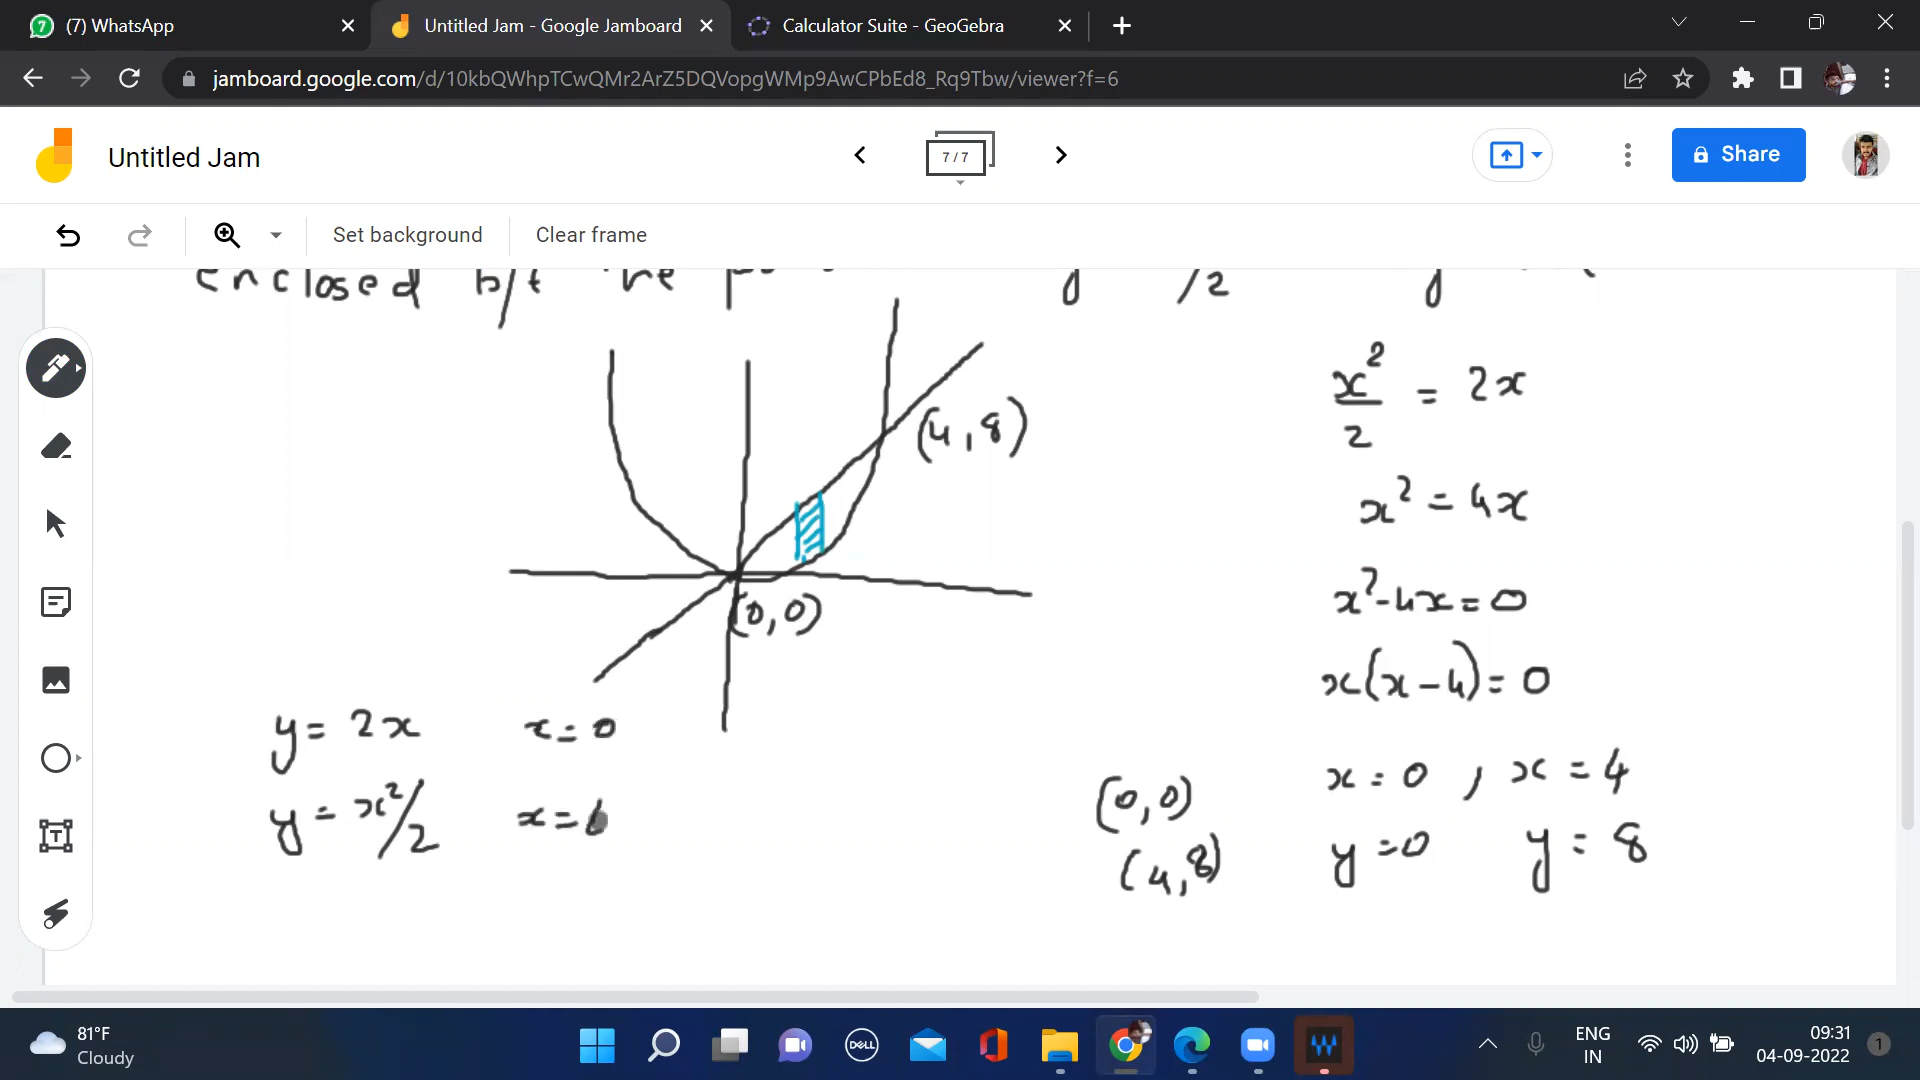 (7) WhatsApp
Untitled Jam - Google Jamboard
Calculator Suite - GeoGebra
jamboard.google.com/d/10kbQWhpTCwQMr2ArZ5DQVopgWMp9AwCPbEd8_Rq9Tbw/viewer?f=6
Untitled Jam
7 / 7
Share
Set background
Clear frame
enclosed b/t the
y /2 y
x²/2 = 2x
(4,8)
x² = 4x
x²-4x=0
(0,0)
x(x-4)=0
y= 2x x=0
x=0 , x=4
(0,0)
y = x²/2 x=
y=0 y = 8
(4,8)
81°F
Cloudy
DELL
ENG
IN
09:31
04-09-2022
1